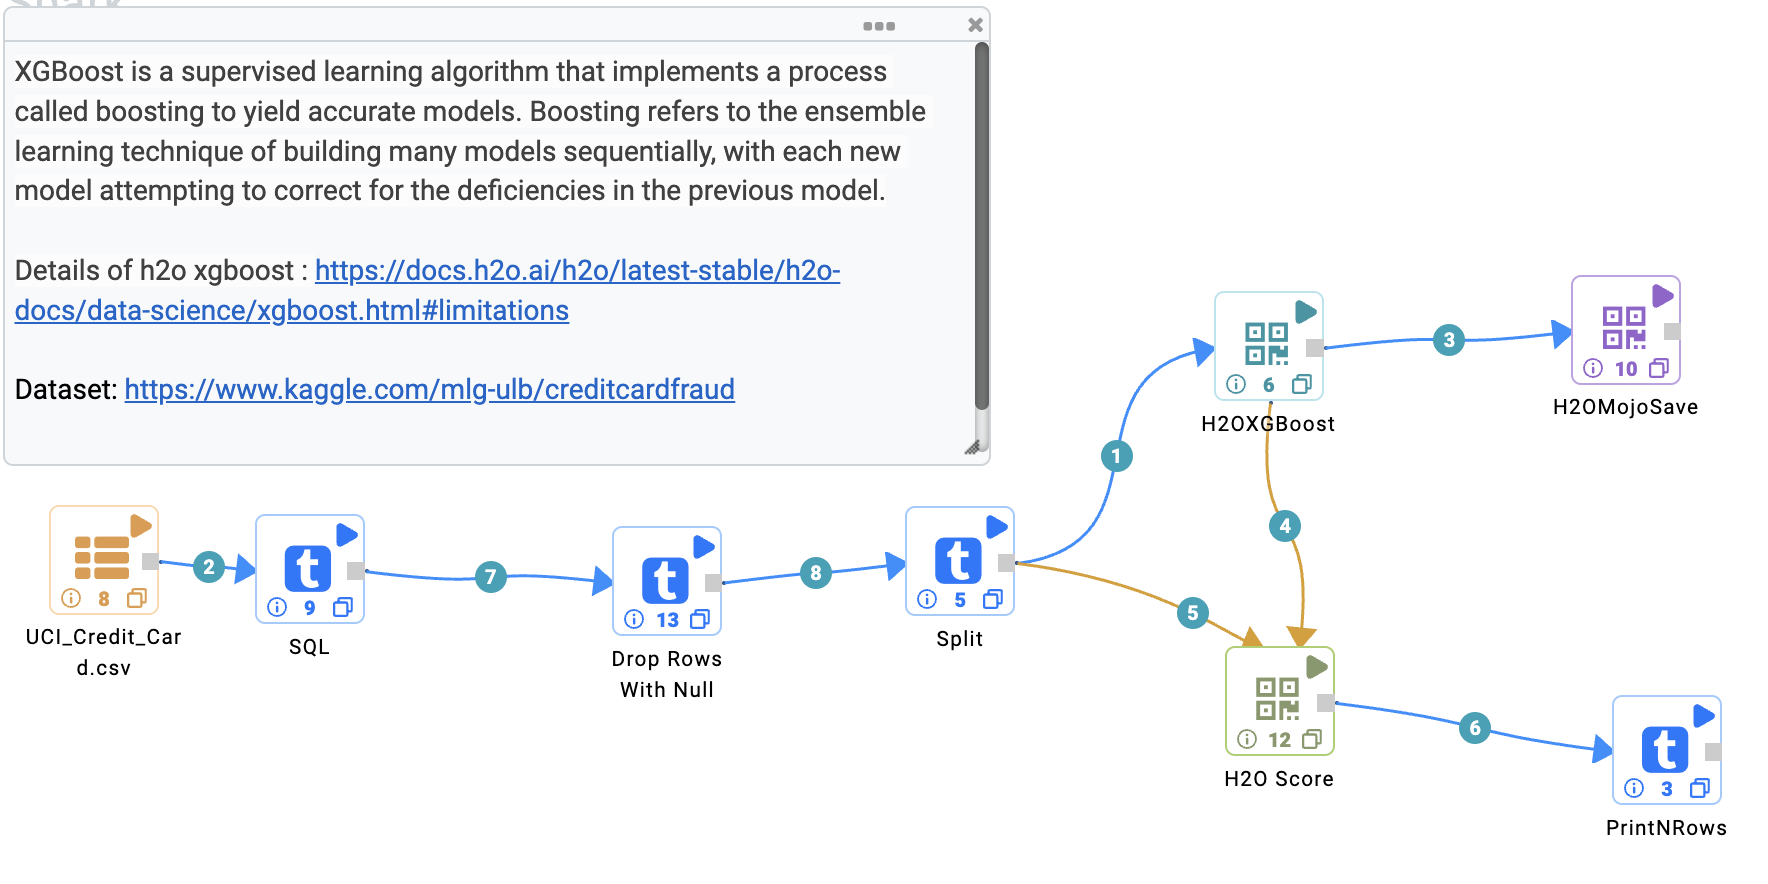 XGBoost is a supervised learning algorithm that implements a process
called boosting to yield accurate models. Boosting refers to the ensemble
learning technique of building many models sequentially, with each new
model attempting to correct for the deficiencies in the previous model.
Details of h2o xgboost : https://docs.h2o.ai/h2o/latest-stable/h2o-
docs/data-science/xgboost.html#limitations
Dataset: https://www.kaggle.com/mlg-ulb/creditcardfraud
8
UCI_Credit_Car
d.csv
2
t
9
SQL
7
t
13
Drop Rows
With Null
8
t
5
Split
1
5
6
H2OXGBoost
3
4
10
H2OMojoSave
12
H2O Score
6
t
3
PrintNRows